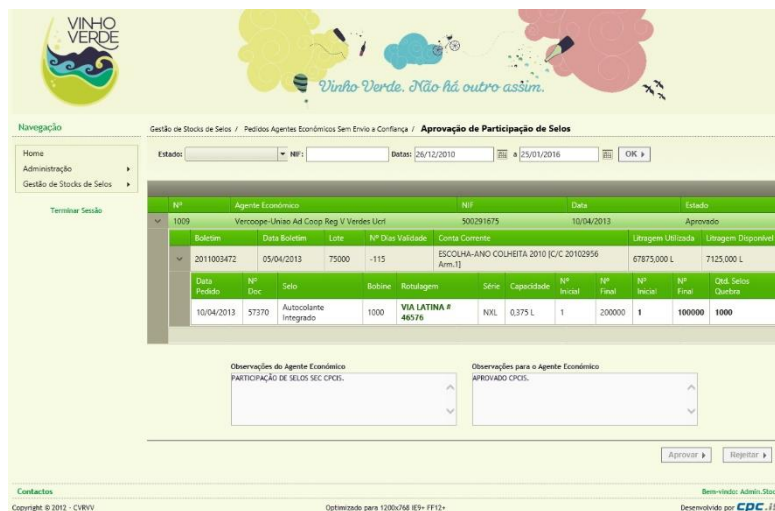 VINHO
VERDE
Vinho Verde. Não há outro assim.
Navegação
Gestão de Stocks de Selos / Pedidos Agentes Económicos Sem Envio a Confiança / Aprovação de Participação de Selos
Home
Administração
Gestão de Stocks de Selos
Terminar Sessão
Estado: NIF: Datas: 26/12/2010 a 25/01/2016 OK
Nº Agente Económico NIF Data Estado
1009 Vercoope-Uniao Ad Coop Reg V Verdes Ucrl 500291675 10/04/2013 Aprovado
Boletim Data Boletim Lote Nº Dias Validade Conta Corrente Litragem Utilizada Litragem Disponível
2011003472 05/04/2013 75000 -115 ESCOLHA-ANO COLHEITA 2010 [C/C 20102956 67875,000 L 7125,000 L
Arm.1]
Data Nº Selo Bobine Rotulagem Série Capacidade Nº Nº Nº Nº Qtd. Selos
Pedido Doc Inicial Final Inicial Final Quebra
10/04/2013 57370 Autocolante 1000 VIA LATINA # NXL 0,375 L 1 200000 1 100000 1000
Integrado 46576
Observações do Agente Económico Observações para o Agente Económico
PARTICIPAÇÃO DE SELOS SEC CPCIS. APROVADO CPCIS.
Aprovar Rejeitar
Contactos Bem-vindo: Admin.Stoc
Copyright © 2012 - CVRVV Optimizado para 1200x768 IE9+ FF12+ Desenvolvido por CPC.iS